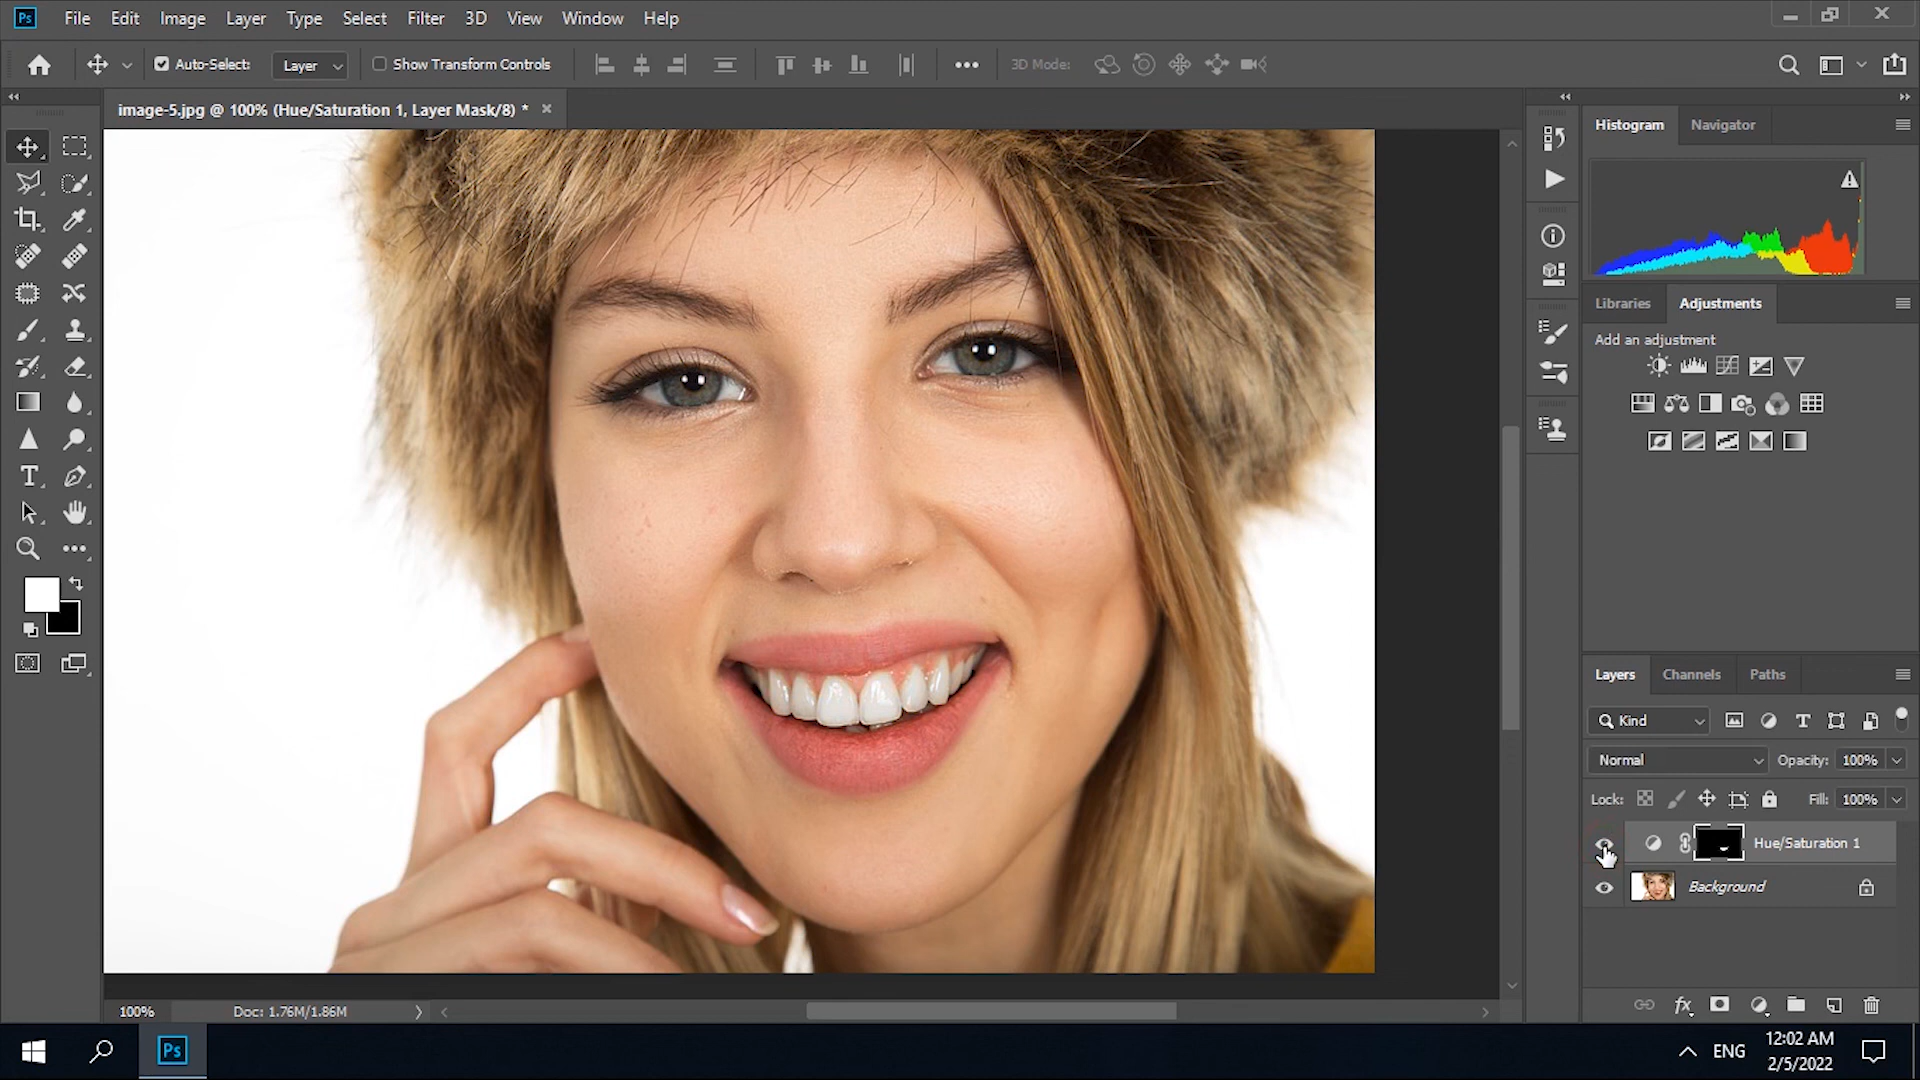 Ps File Edit Image Layer Type Select Filter 3D View Window Help
Auto-Select: Layer Show Transform Controls 3D Mode:
image-5.jpg @ 100% (Hue/Saturation 1, Layer Mask/8) *
Histogram Navigator
Libraries Adjustments
Add an adjustment
Layers Channels Paths
Kind
Normal Opacity: 100%
Lock: Fill: 100%
Hue/Saturation 1
Background
100% Doc: 1.76M/1.86M
Ps
ENG
12:02 AM
2/5/2022